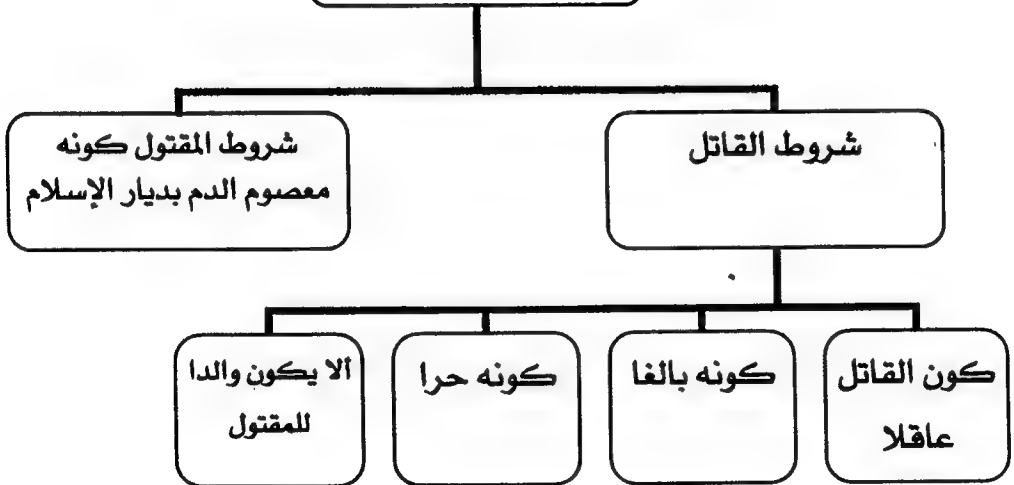 شروط القاتل
شروط المقتول كونه
معصوم الدم بديار الإسلام
كون القاتل
عاقلا
كونه بالغا
كونه حرا
ألا يكون والدا
للمقتول